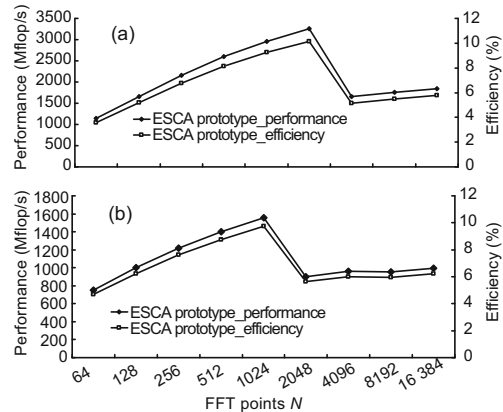 (a)
Performance (Mflop/s)
3500
3000
2500
2000
1500
1000
500
0
ESCA prototype_performance
ESCA prototype_efficiency
12
10
8
6
4
2
0
Efficiency (%)
(b)
Performance (Mflop/s)
1800
1600
1400
1200
1000
800
600
400
200
0
ESCA prototype_performance
ESCA prototype_efficiency
12
10
8
6
4
2
0
Efficiency (%)
64 128 256 512 1024 2048 4096 8192 16 384
FFT points N